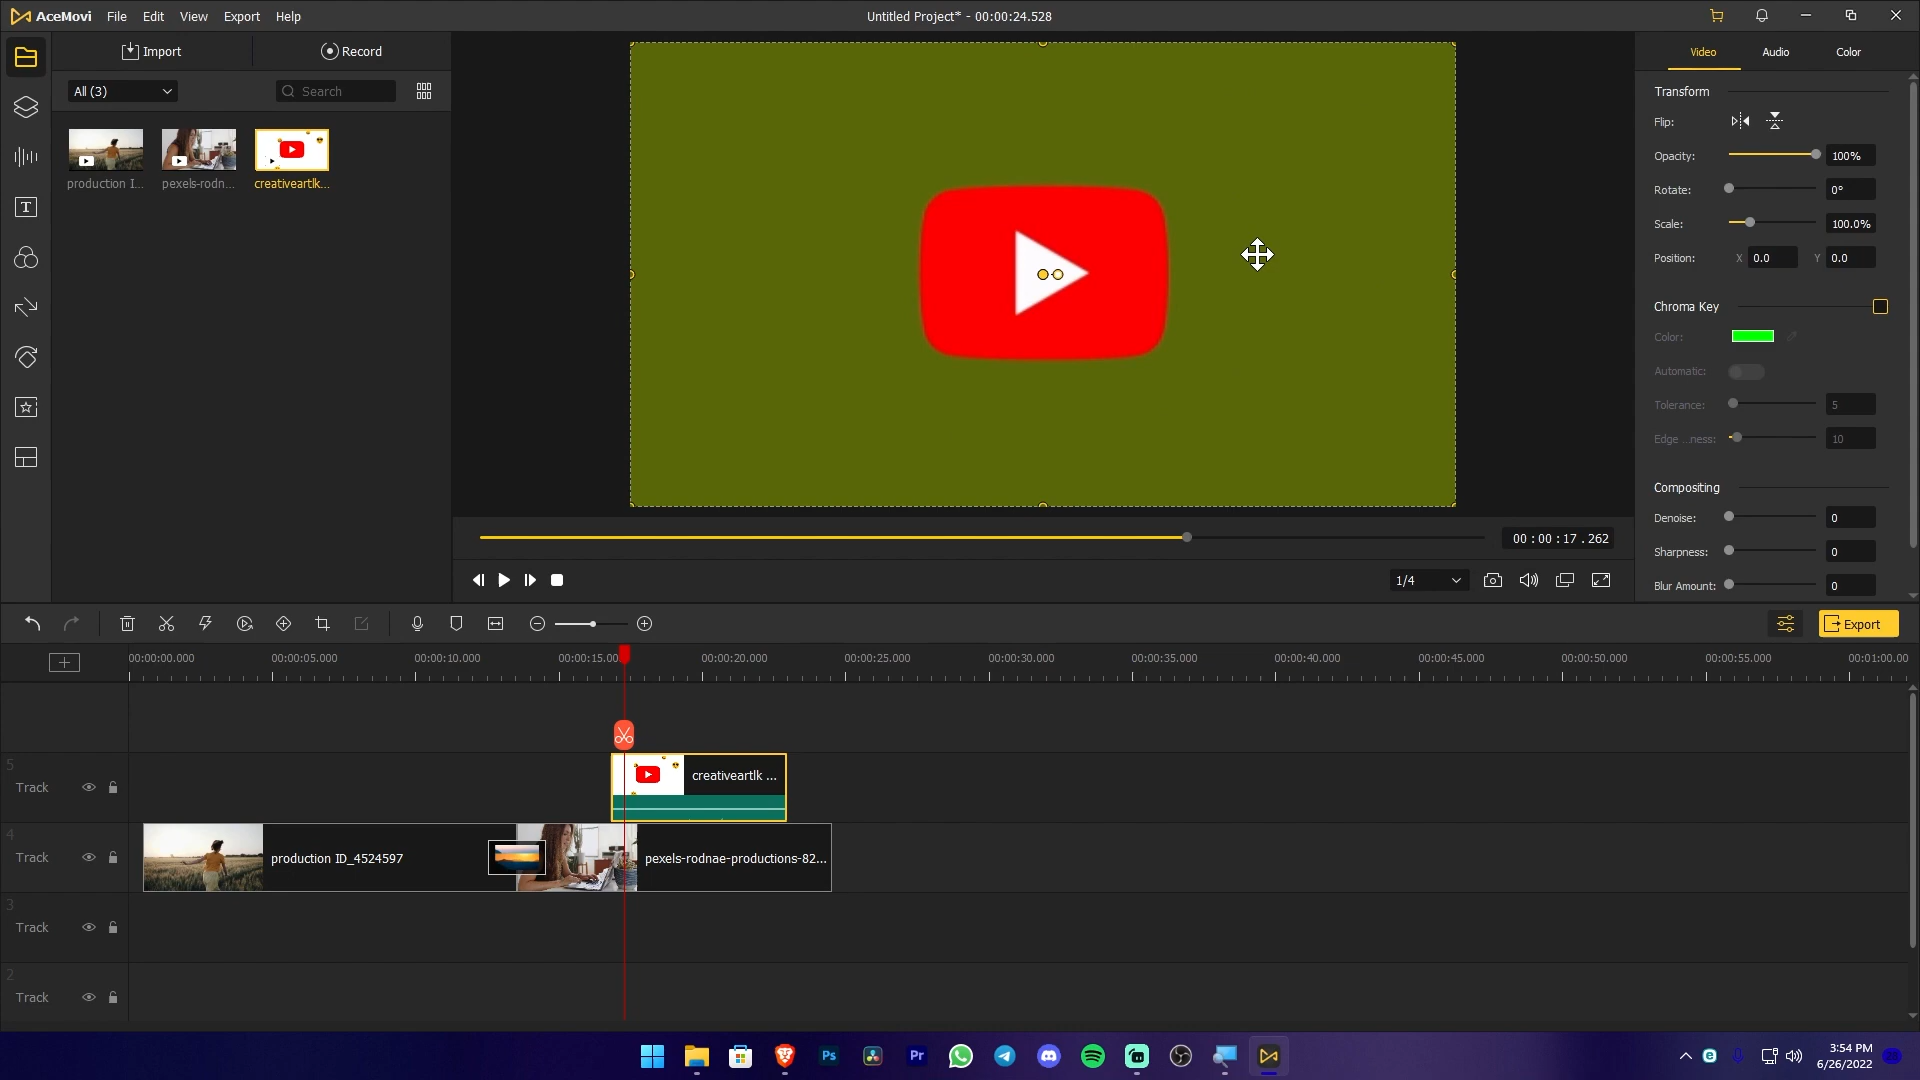 AceMovi File Edit View Export Help Untitled Project* - 00:00:24.528
Import Record
All (3) Search
production I... pexels-rodn... creativeartlk...
Video Audio Color
Transform
Flip:
Opacity: 100%
Rotate: 0°
Scale: 100.0%
Position: X 0.0 Y 0.0
Chroma Key
Color:
Automatic:
Tolerance: 5
Edge ...ness: 10
Compositing
Denoise: 0
Sharpness: 0
Blur Amount: 0
00 : 00 : 17 . 262
1/4
Export
00:00:00.000 00:00:05.000 00:00:10.000 00:00:15.00 00:00:20.000 00:00:25.000 00:00:30.000 00:00:35.000 00:00:40.000 00:00:45.000 00:00:50.000 00:00:55.000 00:01:00.00
5
Track creativeartlk ...
4
Track production ID_4524597 pexels-rodnae-productions-82...
3
Track
2
Track
Ps Pr
3:54 PM
6/26/2022